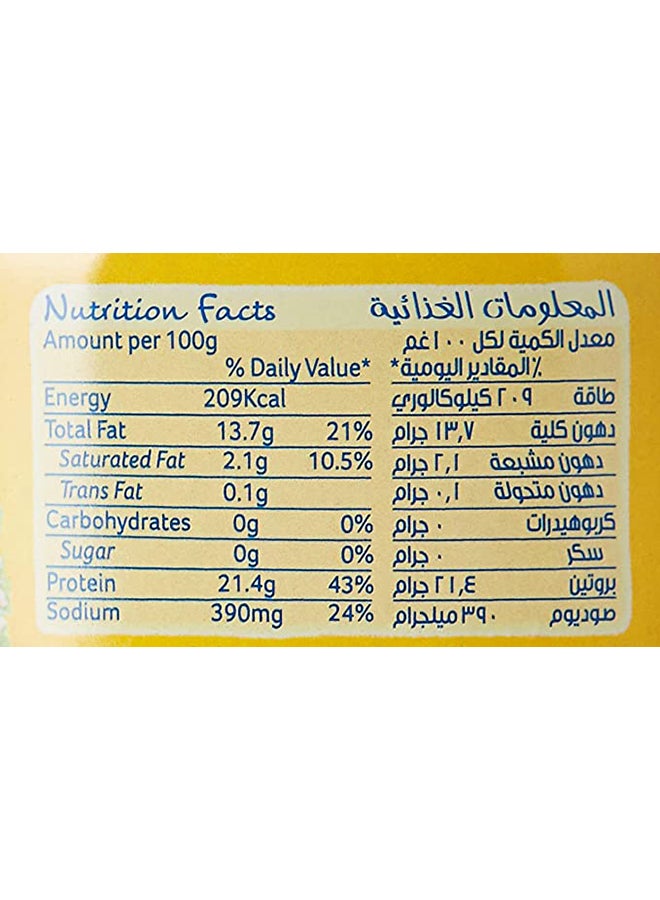 Nutrition Facts
المعلومات الغذائية
Amount per 100g
معدل الكمية لكل ١٠٠غم
% Daily Value*
٪المقادير اليومية*
Energy 209Kcal
طاقة ٢٠٩ كيلوكالوري
Total Fat 13.7g 21%
دهون كلية ١٣,٧ جرام
Saturated Fat 2.1g 10.5%
دهون مشبعة ٢,١ جرام
Trans Fat 0.1g
دهون متحولة ٠,١ جرام
Carbohydrates 0g 0%
كربوهيدرات ٠ جرام
Sugar 0g 0%
سكر ٠ جرام
Protein 21.4g 43%
بروتين ٢١,٤ جرام
Sodium 390mg 24%
صوديوم ٣٩٠ ميلجرام